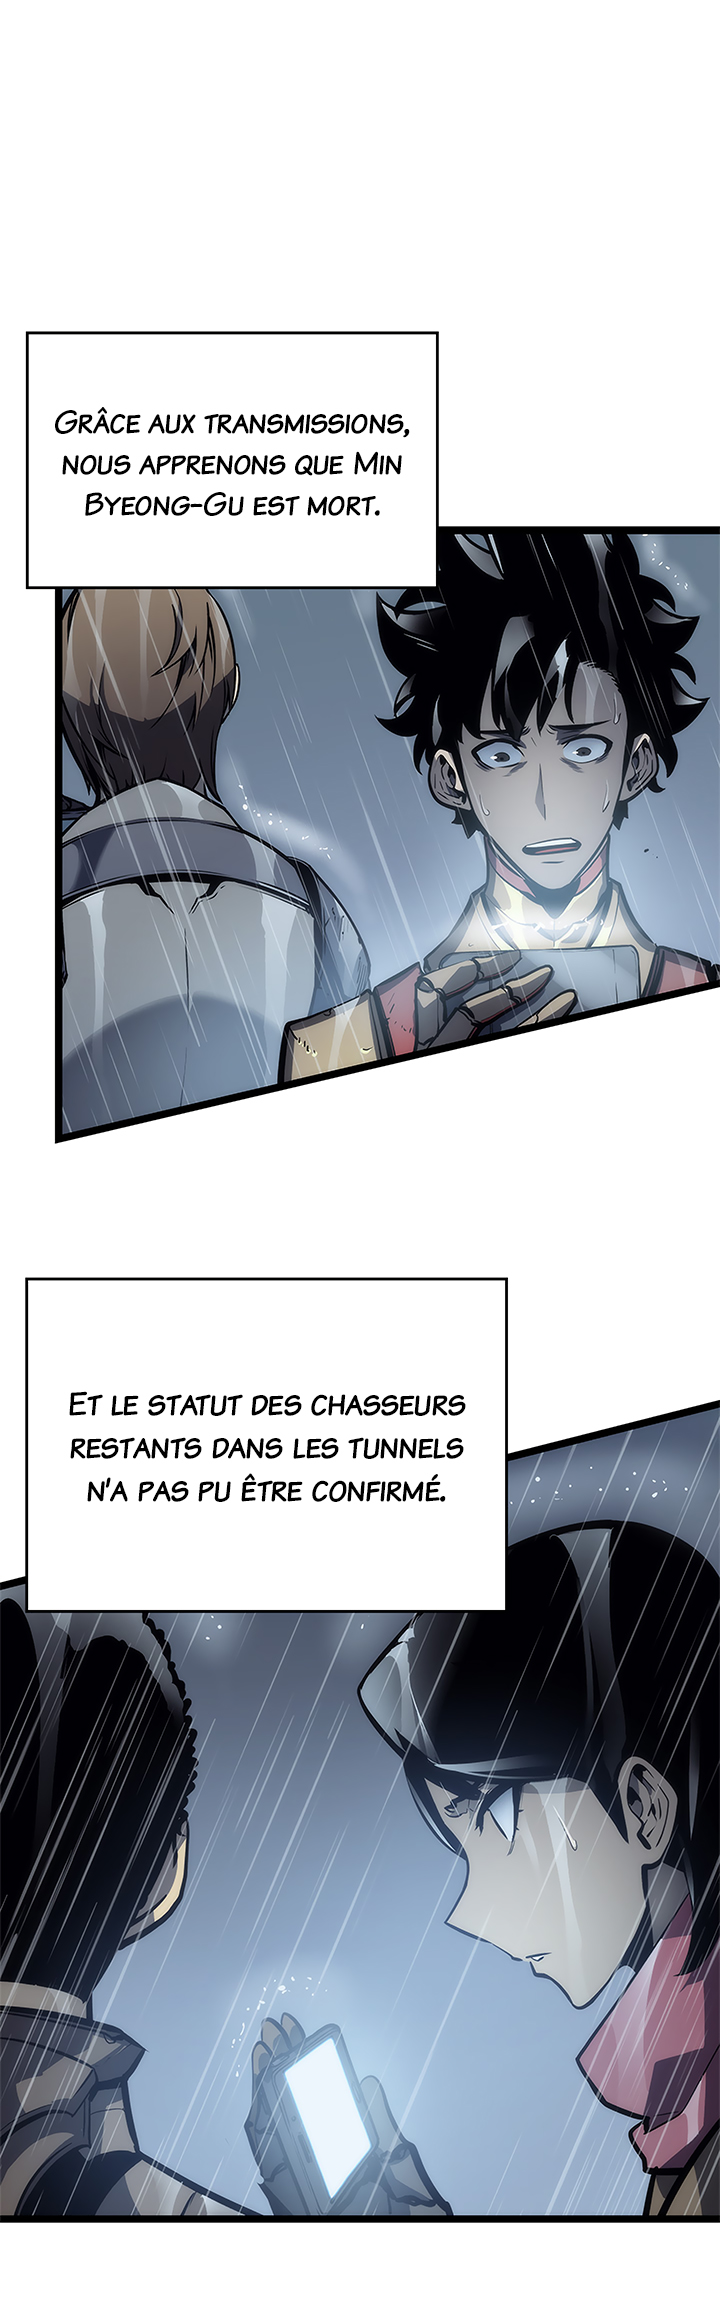 Grâce aux transmissions,
nous apprenons que Min
Byeong-Gu est mort.
Et le statut des chasseurs
restants dans les tunnels
n'a pas pu être confirmé.